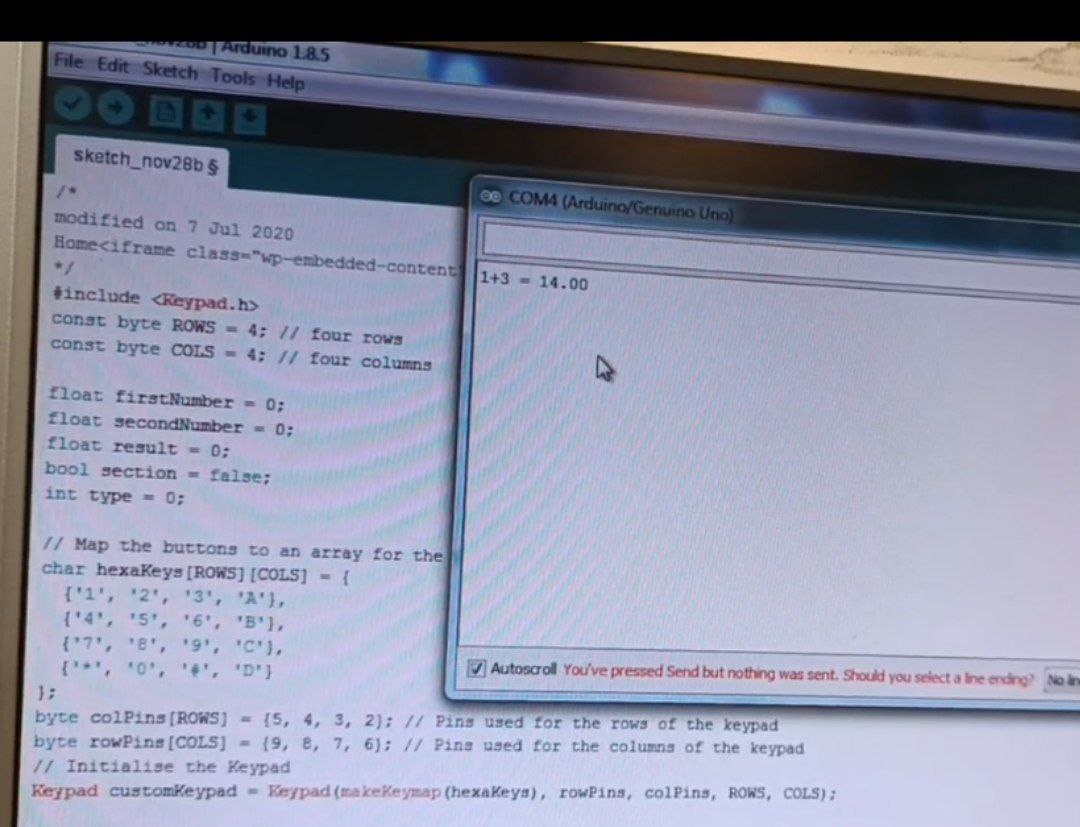 | Arduino 1.8.5
File Edit Sketch Tools Help
sketch_nov28b §
/*
modified on 7 Jul 2020
Home<iframe class="wp-embedded-content"
*/
#include <Keypad.h>
const byte ROWS = 4; // four rows
const byte COLS = 4; // four columns
float firstNumber = 0;
float secondNumber = 0;
float result = 0;
bool section = false;
int type = 0;
// Map the buttons to an array for the
char hexaKeys[ROWS][COLS] = {
{'1', '2', '3', 'A'},
{'4', '5', '6', 'B'},
{'7', '8', '9', 'C'},
{'*', '0', '#', 'D'}
};
byte colPins[ROWS] = {5, 4, 3, 2}; // Pins used for the rows of the keypad
byte rowPins[COLS] = {9, 8, 7, 6}; // Pins used for the columns of the keypad
// Initialise the Keypad
Keypad customKeypad = Keypad(makeKeymap(hexaKeys), rowPins, colPins, ROWS, COLS);
COM4 (Arduino/Genuino Uno)
1+3 = 14.00
Autoscroll You've pressed Send but nothing was sent. Should you select a line ending? No